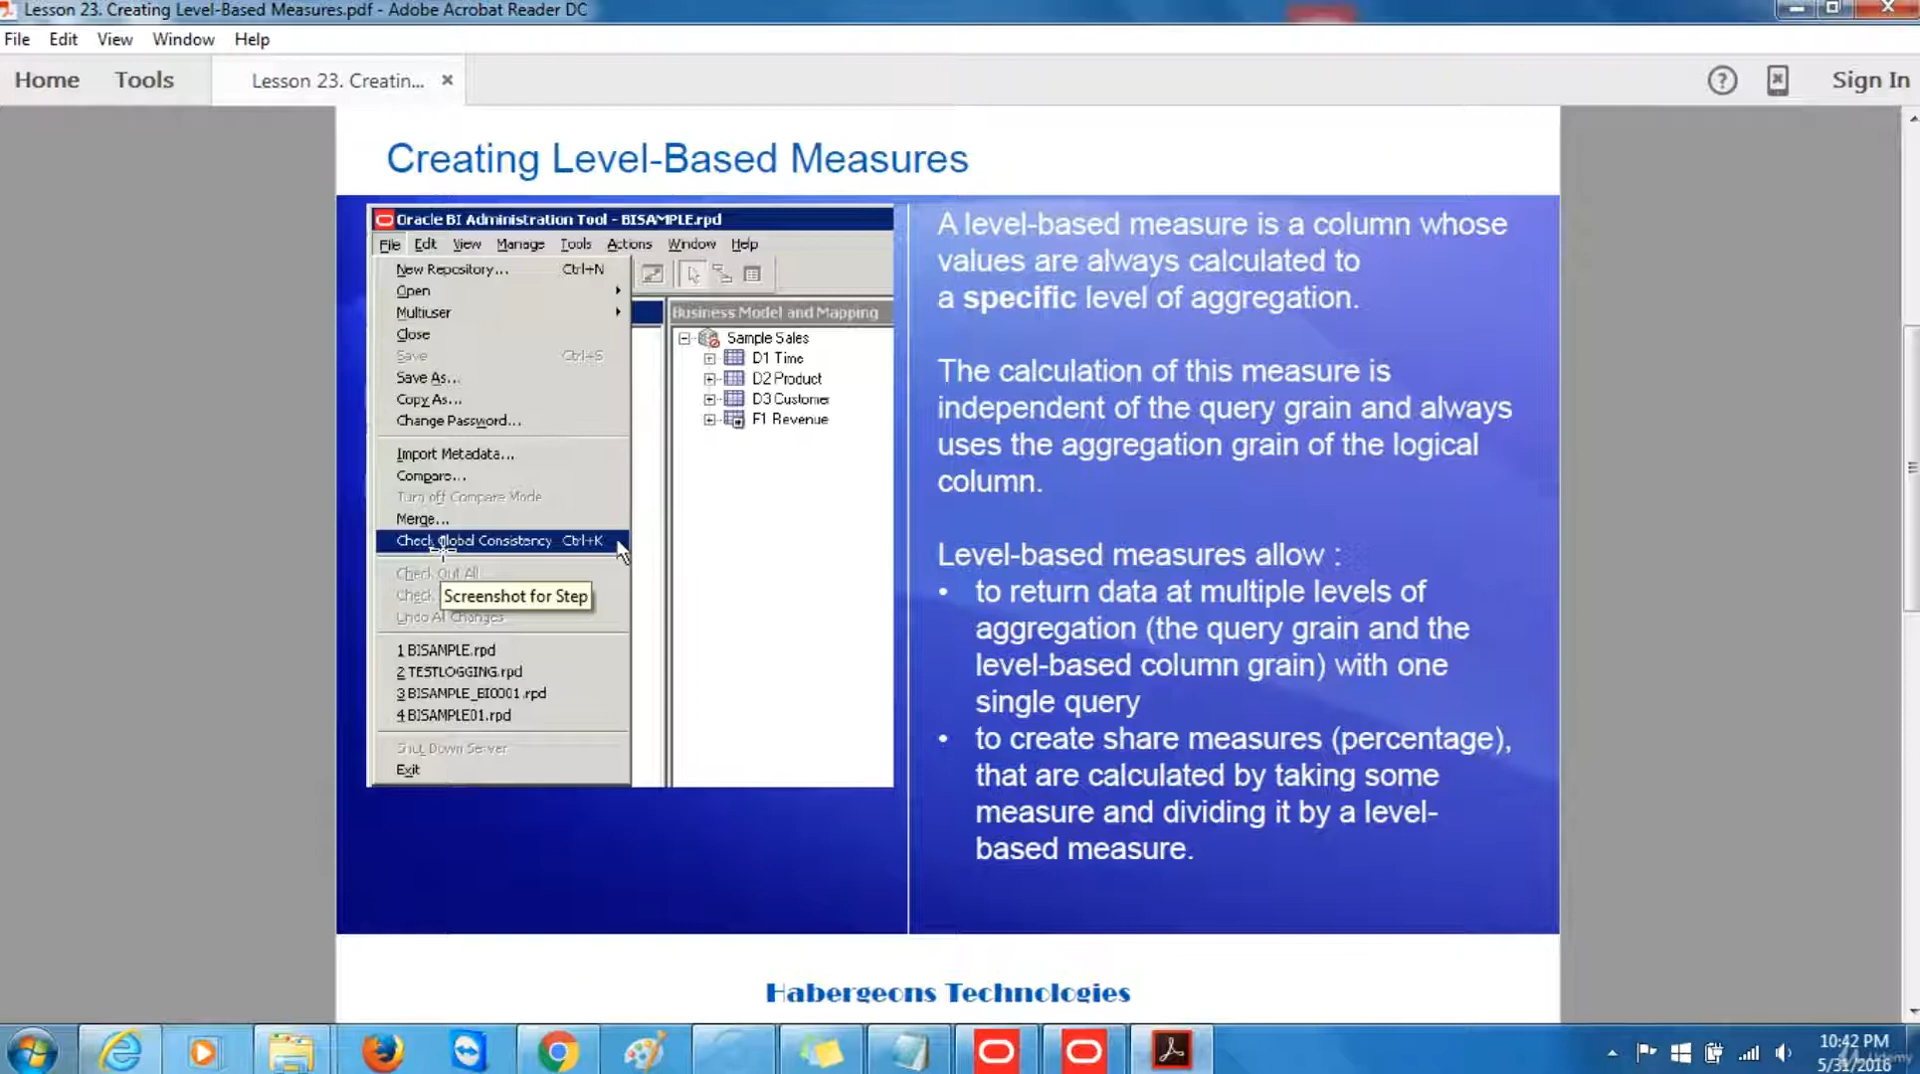 Lesson 23. Creating Level-Based Measures.pdf - Adobe Acrobat Reader DC
File Edit View Window Help
Home Tools Lesson 23. Creatin... × Sign In
Creating Level-Based Measures
Oracle BI Administration Tool - BISAMPLE.rpd
File Edit View Manage Tools Actions Window Help
New Repository... Ctrl+N
Open
Multiuser
Close
Save Ctrl+S
Save As...
Copy As...
Change Password...
Import Metadata...
Compare...
Turn off Compare Mode
Merge...
Check Global Consistency Ctrl+K
Check Out All
Check
Screenshot for Step
Undo All Changes
1 BISAMPLE.rpd
2 TESTLOGGING.rpd
3 BISAMPLE_BI0001.rpd
4 BISAMPLE01.rpd
Shut Down Server
Exit
Business Model and Mapping
Sample Sales
D1 Time
D2 Product
D3 Customer
F1 Revenue
A level-based measure is a column whose
values are always calculated to
a specific level of aggregation.
The calculation of this measure is
independent of the query grain and always
uses the aggregation grain of the logical
column.
Level-based measures allow :
• to return data at multiple levels of
aggregation (the query grain and the
level-based column grain) with one
single query
• to create share measures (percentage),
that are calculated by taking some
measure and dividing it by a level-
based measure.
Habergeons Technologies
10:42 PM
5/31/2016
Udemy